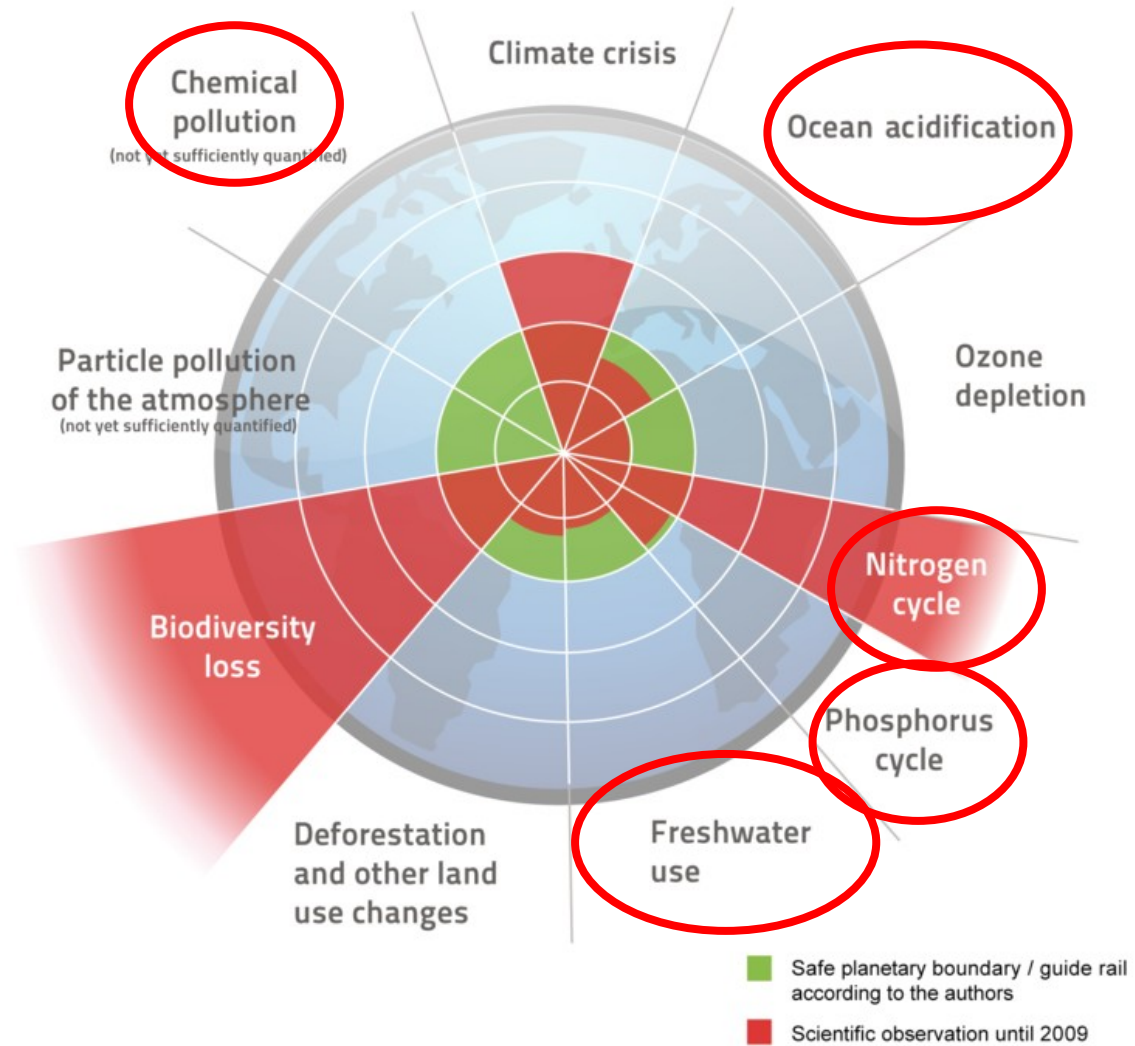 Climate crisis
Chemical
pollution
(not yet sufficiently quantified)
Ocean acidification
Ozone
depletion
Particle pollution
of the atmosphere
(not yet sufficiently quantified)
Nitrogen
cycle
Biodiversity
loss
Phosphorus
cycle
Freshwater
use
Deforestation
and other land
use changes
Safe planetary boundary / guide rail
according to the authors
Scientific observation until 2009